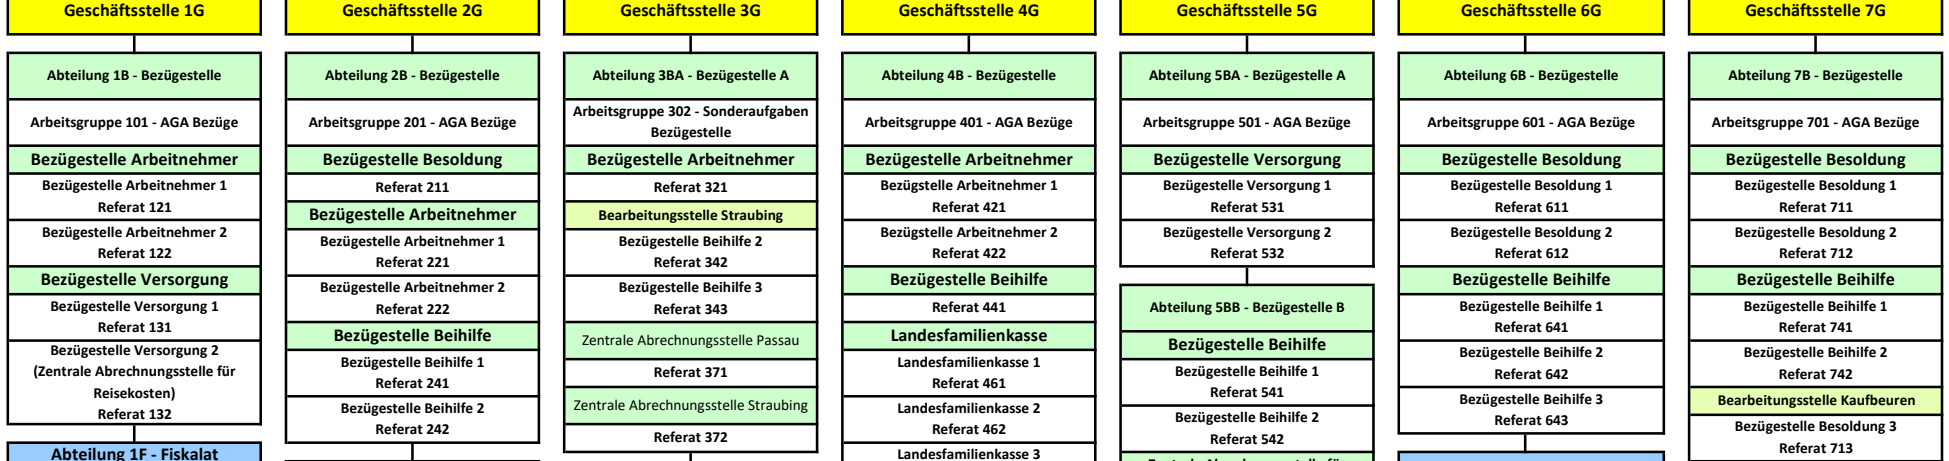 Geschäftsstelle 1G
Abteilung 1B - Bezügestelle
Arbeitsgruppe 101 - AGA Bezüge
Bezügestelle Arbeitnehmer
Bezügestelle Arbeitnehmer 1
Referat 121
Bezügestelle Arbeitnehmer 2
Referat 122
Bezügestelle Versorgung
Bezügestelle Versorgung 1
Referat 131
Bezügestelle Versorgung 2
(Zentrale Abrechnungsstelle für
Reisekosten)
Referat 132
Abteilung 1F - Fiskalat
Geschäftsstelle 2G
Abteilung 2B - Bezügestelle
Arbeitsgruppe 201 - AGA Bezüge
Bezügestelle Besoldung
Referat 211
Bezügestelle Arbeitnehmer
Bezügestelle Arbeitnehmer 1
Referat 221
Bezügestelle Arbeitnehmer 2
Referat 222
Bezügestelle Beihilfe
Bezügestelle Beihilfe 1
Referat 241
Bezügestelle Beihilfe 2
Referat 242
Geschäftsstelle 3G
Abteilung 3BA - Bezügestelle A
Arbeitsgruppe 302 - Sonderaufgaben
Bezügestelle
Bezügestelle Arbeitnehmer
Referat 321
Bearbeitungsstelle Straubing
Bezügestelle Beihilfe 2
Referat 342
Bezügestelle Beihilfe 3
Referat 343
Zentrale Abrechnungsstelle Passau
Referat 371
Zentrale Abrechnungsstelle Straubing
Referat 372
Geschäftsstelle 4G
Abteilung 4B - Bezügestelle
Arbeitsgruppe 401 - AGA Bezüge
Bezügestelle Arbeitnehmer
Bezügstelle Arbeitnehmer 1
Referat 421
Bezügstelle Arbeitnehmer 2
Referat 422
Bezügestelle Beihilfe
Referat 441
Landesfamilienkasse
Landesfamilienkasse 1
Referat 461
Landesfamilienkasse 2
Referat 462
Landesfamilienkasse 3
Geschäftsstelle 5G
Abteilung 5BA - Bezügestelle A
Arbeitsgruppe 501 - AGA Bezüge
Bezügestelle Versorgung
Bezügestelle Versorgung 1
Referat 531
Bezügestelle Versorgung 2
Referat 532
Abteilung 5BB - Bezügestelle B
Bezügestelle Beihilfe
Bezügestelle Beihilfe 1
Referat 541
Bezügestelle Beihilfe 2
Referat 542
Geschäftsstelle 6G
Abteilung 6B - Bezügestelle
Arbeitsgruppe 601 - AGA Bezüge
Bezügestelle Besoldung
Bezügestelle Besoldung 1
Referat 611
Bezügestelle Besoldung 2
Referat 612
Bezügestelle Beihilfe
Bezügestelle Beihilfe 1
Referat 641
Bezügestelle Beihilfe 2
Referat 642
Bezügestelle Beihilfe 3
Referat 643
Geschäftsstelle 7G
Abteilung 7B - Bezügestelle
Arbeitsgruppe 701 - AGA Bezüge
Bezügestelle Besoldung
Bezügestelle Besoldung 1
Referat 711
Bezügestelle Besoldung 2
Referat 712
Bezügestelle Beihilfe
Bezügestelle Beihilfe 1
Referat 741
Bezügestelle Beihilfe 2
Referat 742
Bearbeitungsstelle Kaufbeuren
Bezügestelle Besoldung 3
Referat 713